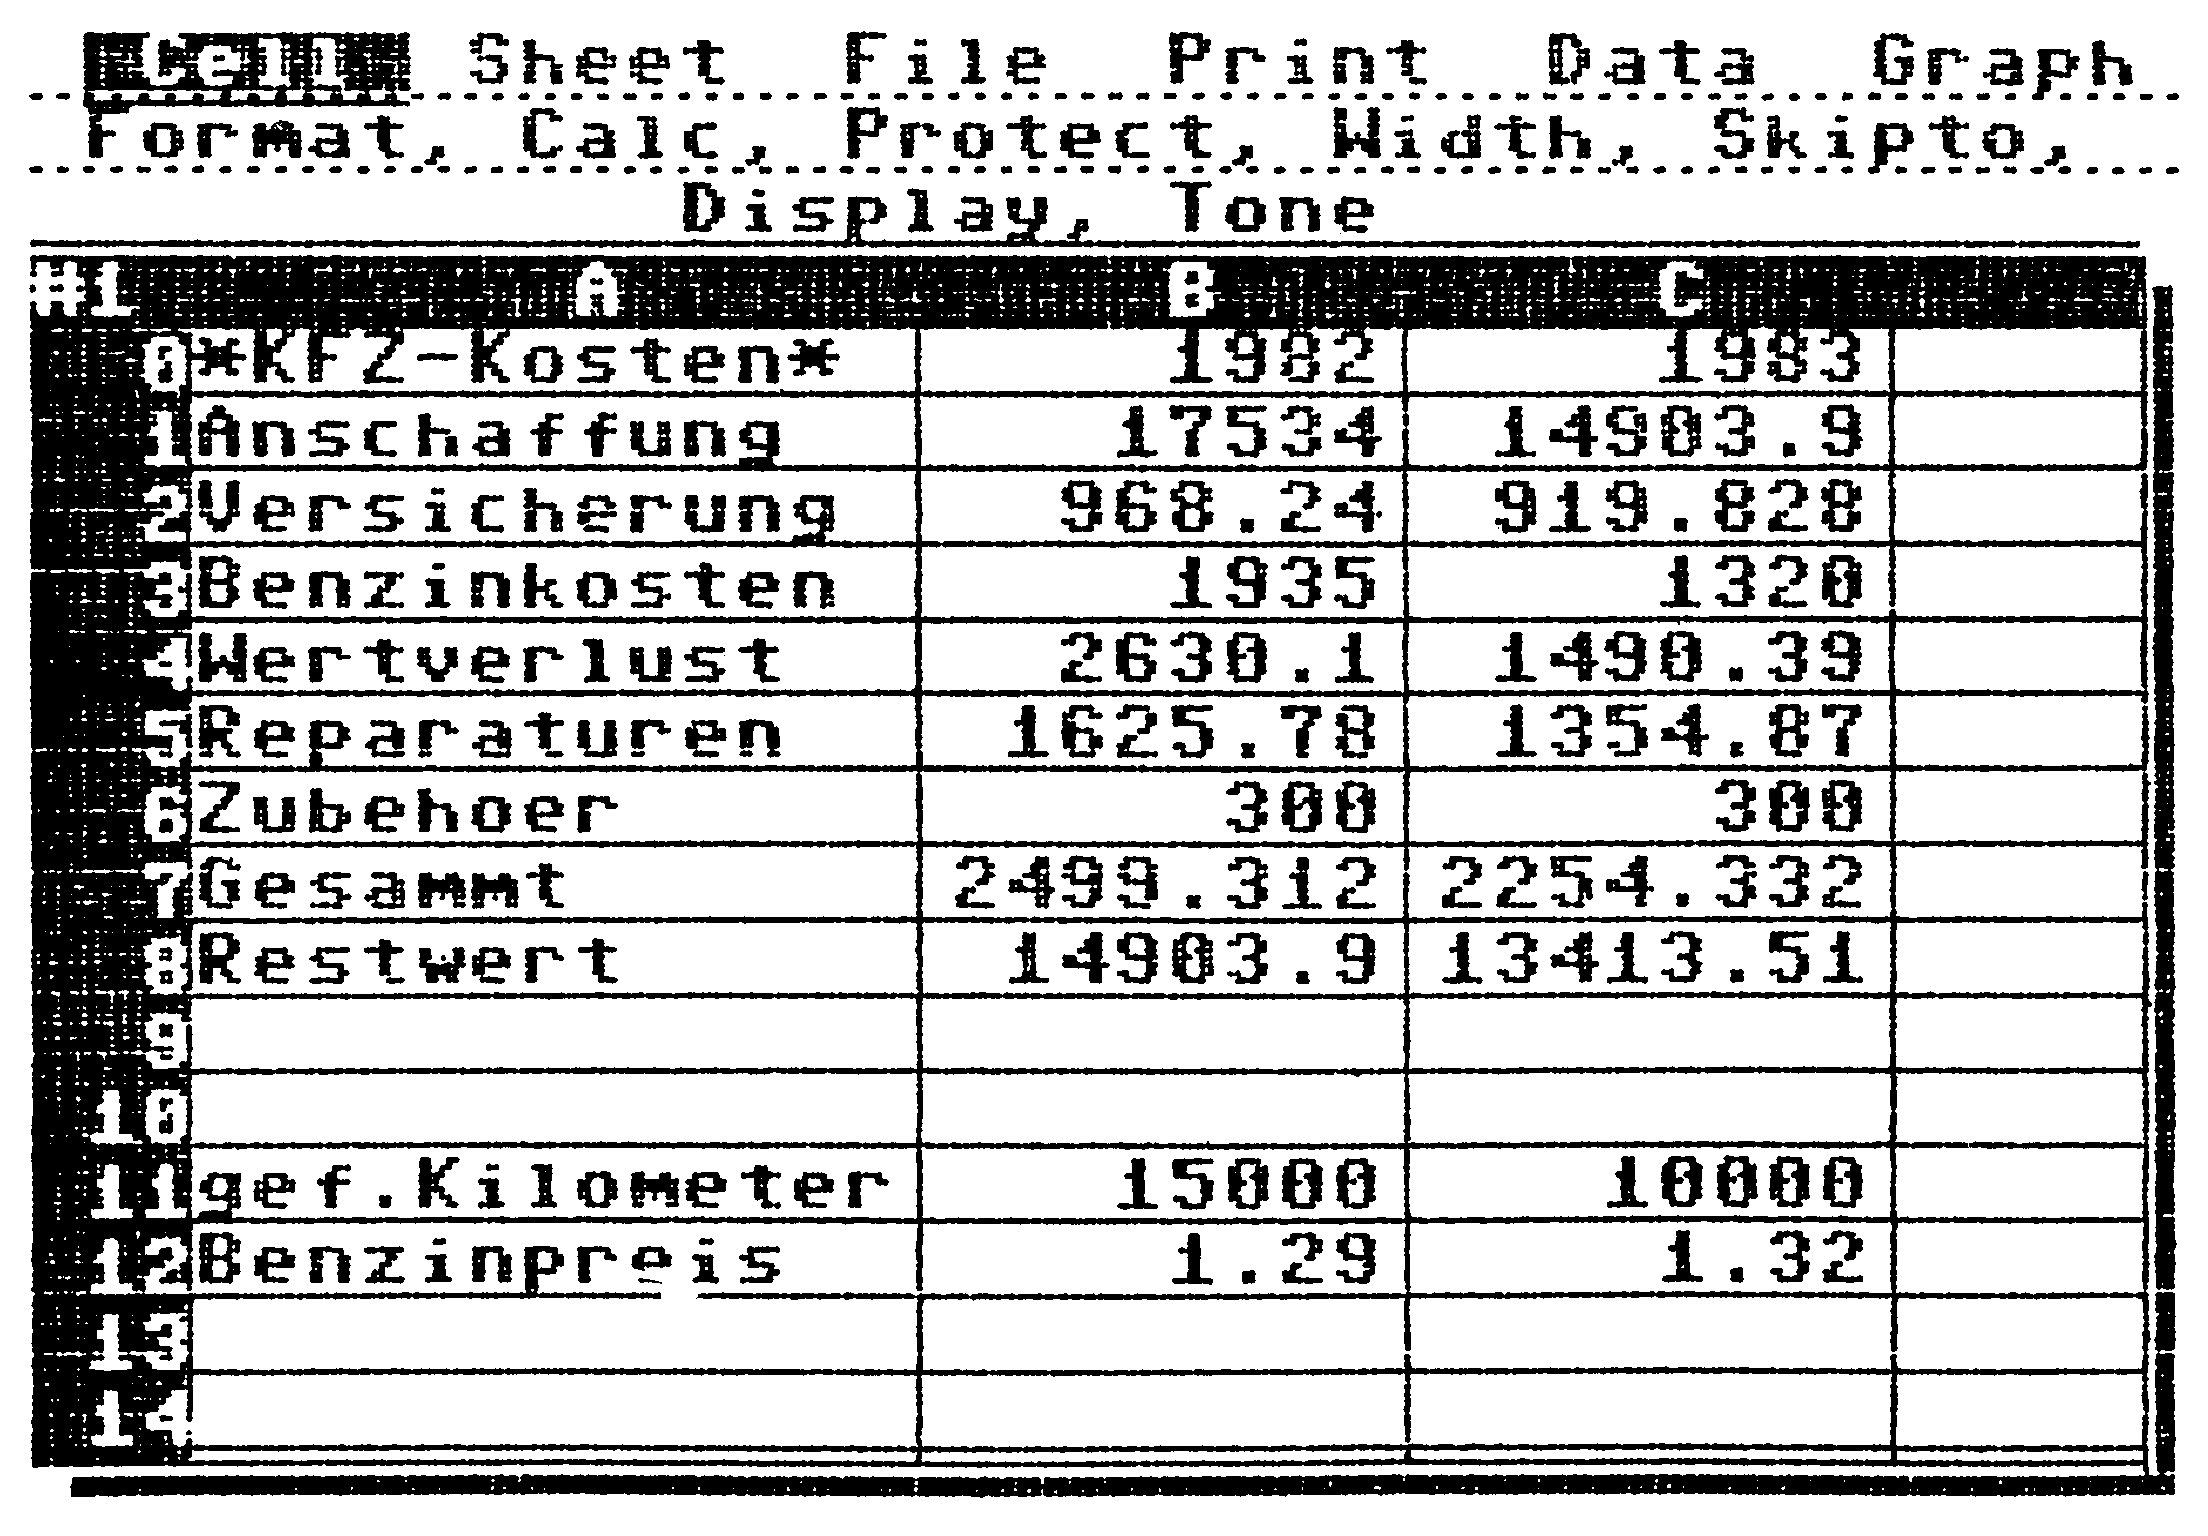 Cell Sheet File Print Data Graph
Format, Calc, Protect, Width, Skipto,
Display, Tone
#1 A B C
0 *KFZ-Kosten* 1982 1983
1 Anschaffung 17534 14903.9
2 Versicherung 968.24 919.828
3 Benzinkosten 1935 1320
4 Wertverlust 2630.1 1490.39
5 Reparaturen 1625.78 1354.87
6 Zubehoer 300 300
7 Gesammt 2499.312 2254.332
8 Restwert 14903.9 13413.51
9
10
11 gef.Kilometer 15000 10000
12 Benzinpreis 1.29 1.32
13
14